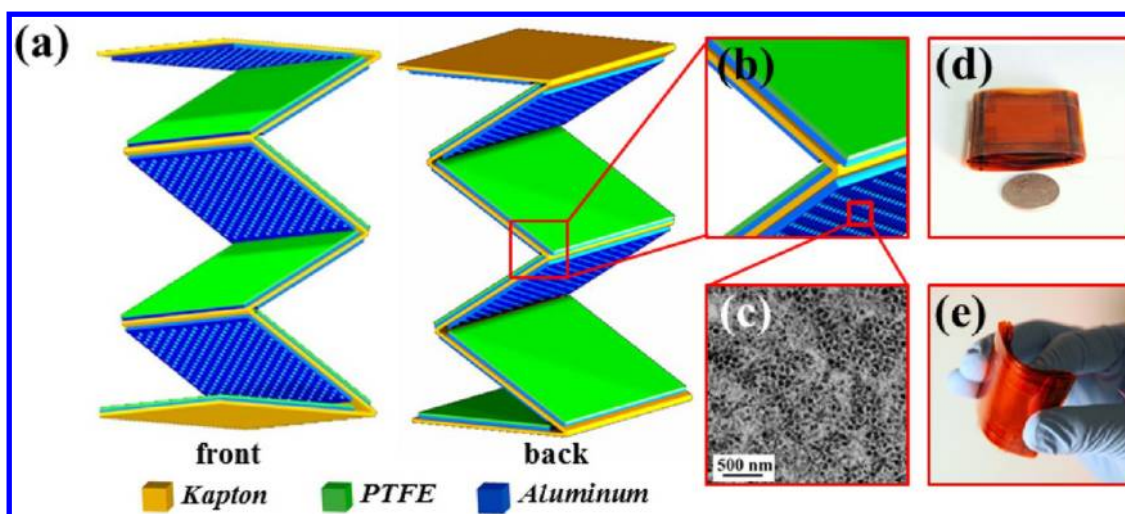 (a)
(b)
(d)
(c)
(e)
500 nm
front
back
Kapton
PTFE
Aluminum